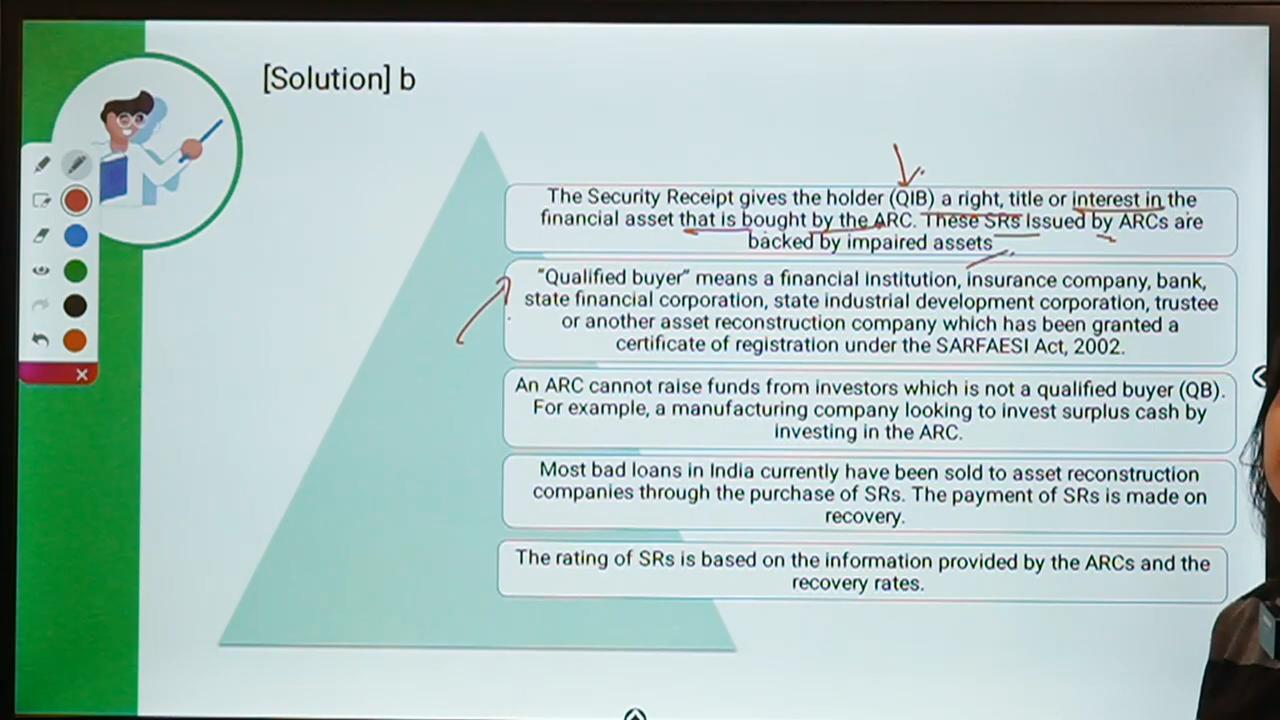 [Solution] b
The Security Receipt gives the holder (QIB) a right, title or interest in the
financial asset that is bought by the ARC. These SRs Issued by ARCs are
backed by impaired assets
“Qualified buyer” means a financial institution, insurance company, bank,
state financial corporation, state industrial development corporation, trustee
or another asset reconstruction company which has been granted a
certificate of registration under the SARFAESI Act, 2002.
An ARC cannot raise funds from investors which is not a qualified buyer (QB).
For example, a manufacturing company looking to invest surplus cash by
investing in the ARC.
Most bad loans in India currently have been sold to asset reconstruction
companies through the purchase of SRs. The payment of SRs is made on
recovery.
The rating of SRs is based on the information provided by the ARCs and the
recovery rates.